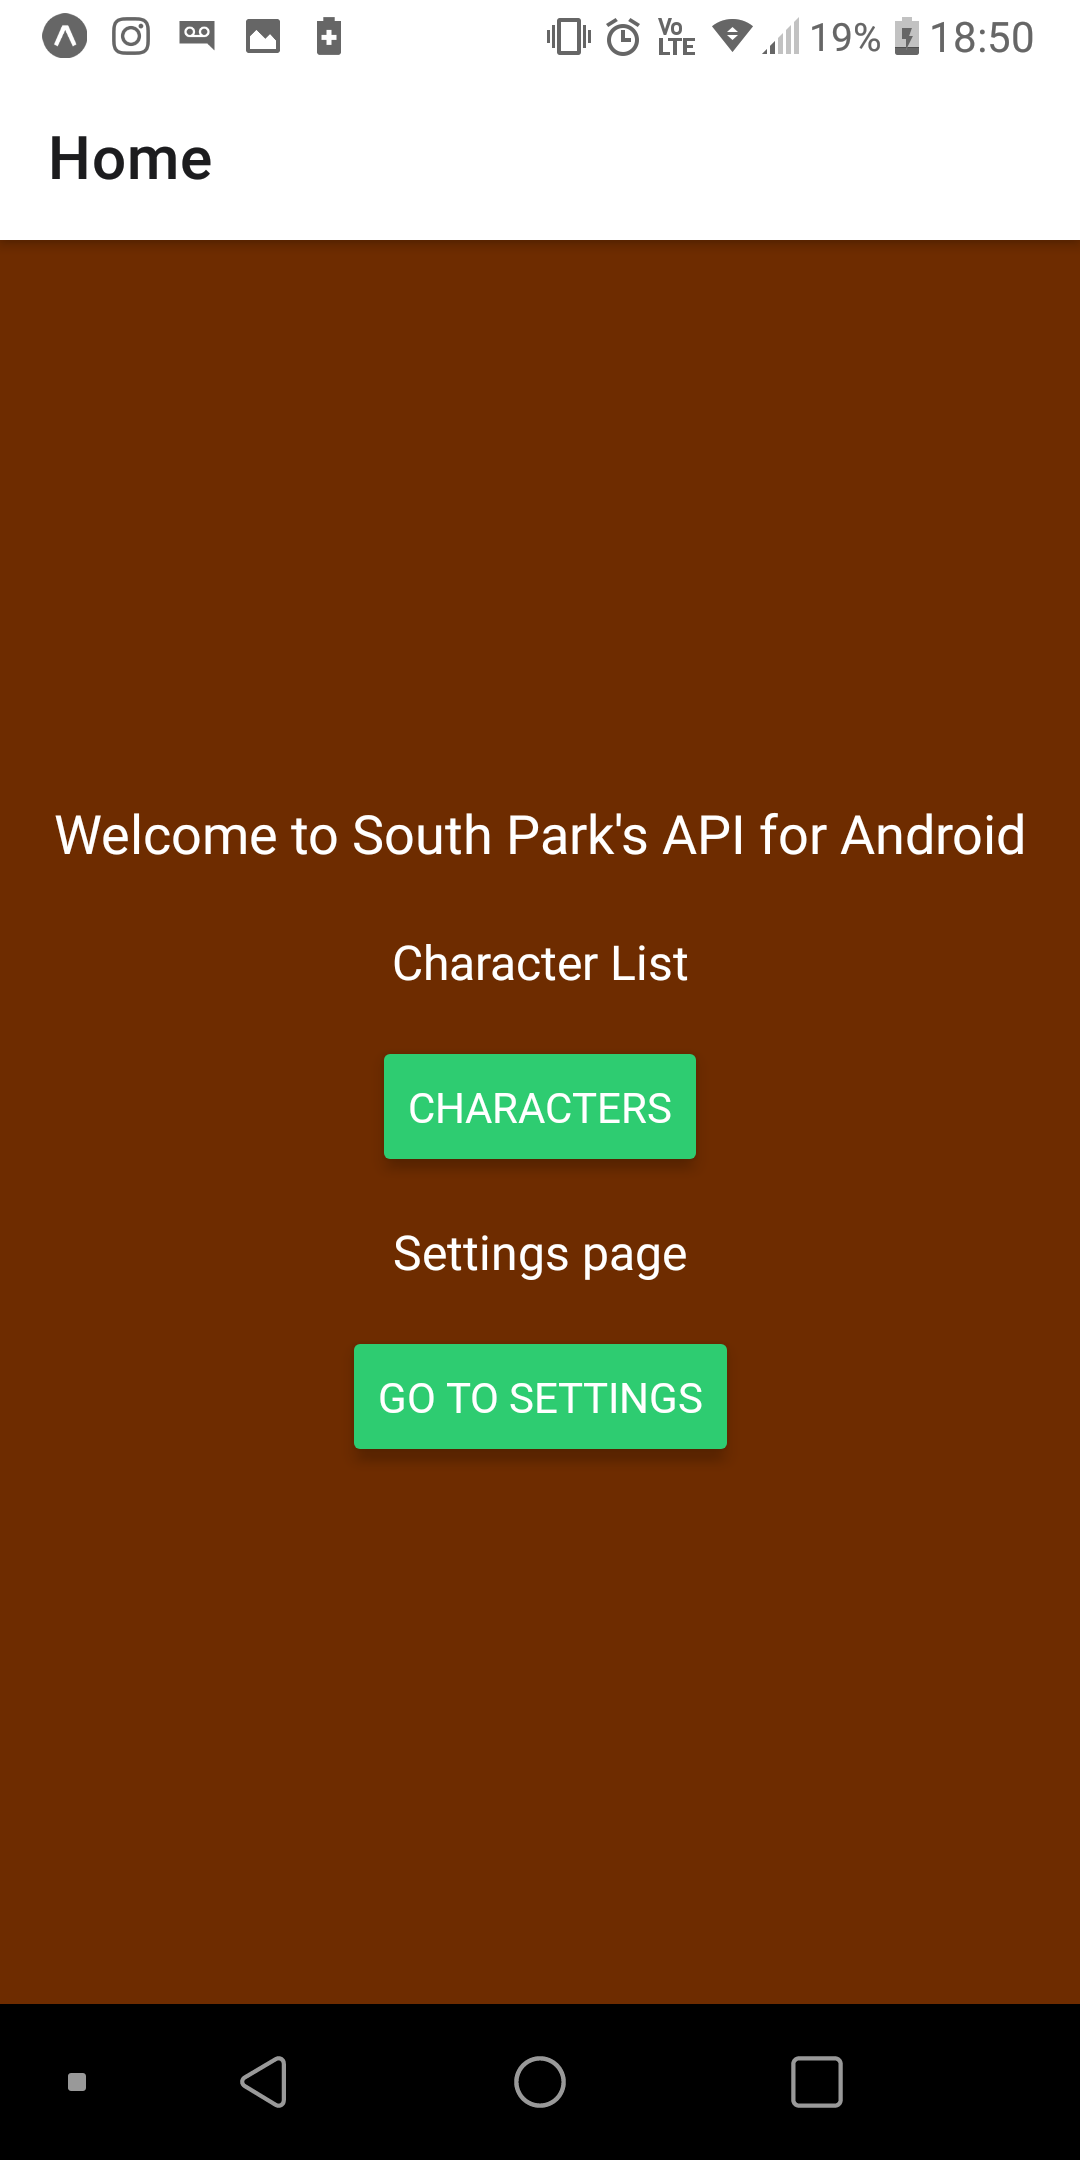 Vo
LTE
19%
18:50
Home
Welcome to South Park's API for Android
Character List
CHARACTERS
Settings page
GO TO SETTINGS